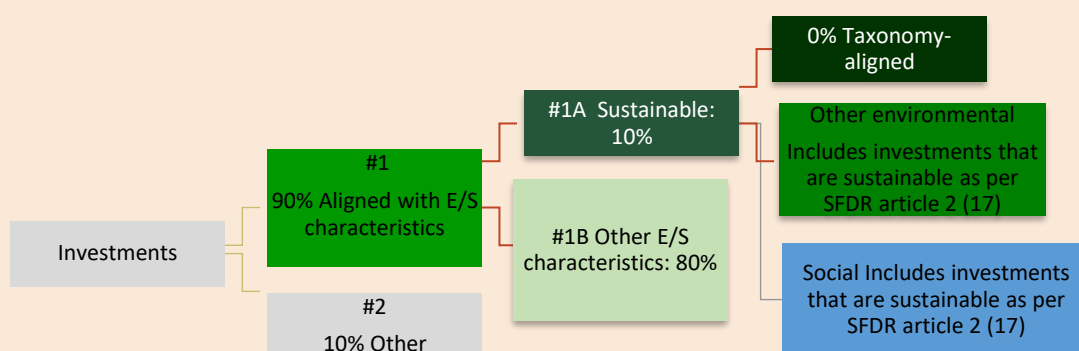 0% Taxonomy-
aligned
#1A  Sustainable:
10%
Other environmental
Includes investments that
are sustainable as per
SFDR article 2 (17)
#1
90% Aligned with E/S
characteristics
Investments
#1B Other E/S
characteristics: 80%
Social Includes investments
that are sustainable as per
SFDR article 2 (17)
#2
10% Other